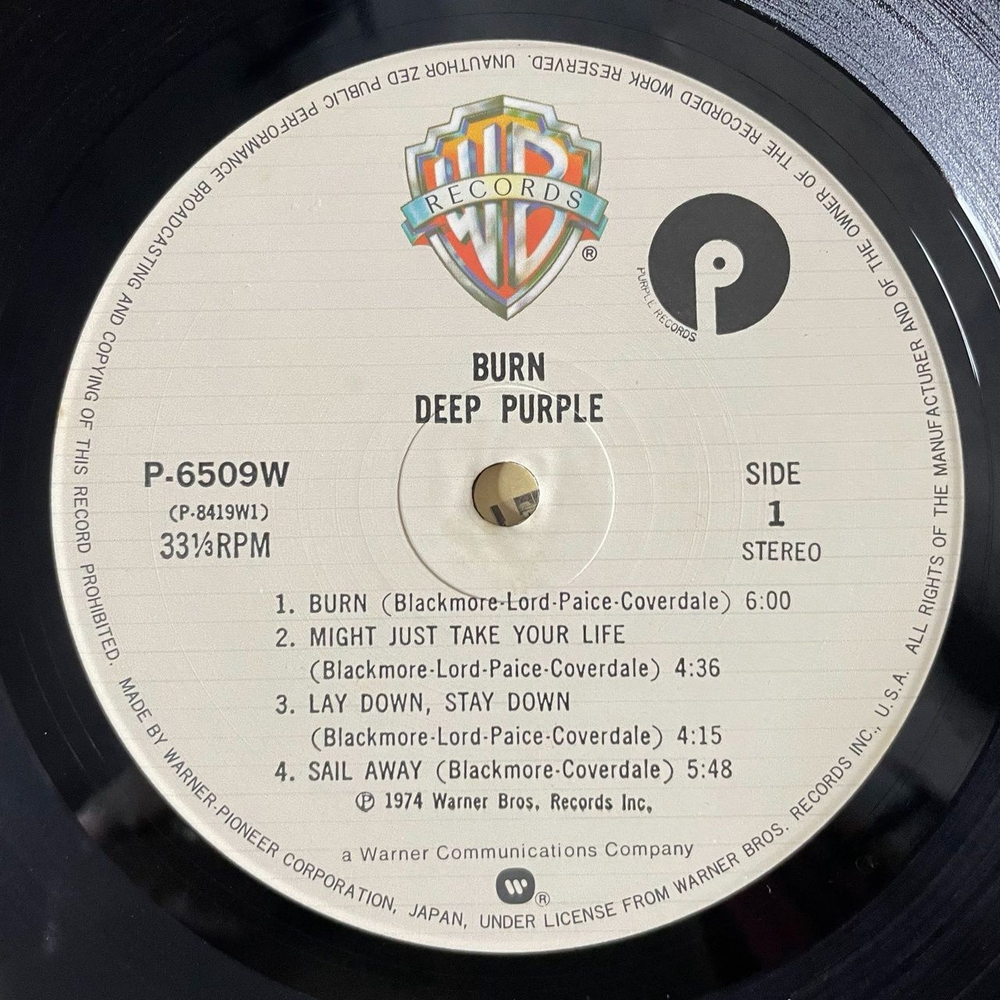 WB
RECORDS
®
P
PURPLE RECORDS
BURN
DEEP PURPLE
P-6509W
(P-8419W1)
33⅓RPM
SIDE
1
STEREO
1. BURN (Blackmore-Lord-Paice-Coverdale) 6:00
2. MIGHT JUST TAKE YOUR LIFE
(Blackmore-Lord-Paice-Coverdale) 4:36
3. LAY DOWN, STAY DOWN
(Blackmore-Lord-Paice-Coverdale) 4:15
4. SAIL AWAY (Blackmore-Coverdale) 5:48
Ⓟ 1974 Warner Bros. Records Inc.
a Warner Communications Company
®
MADE BY WARNER-PIONEER CORPORATION, JAPAN, UNDER LICENSE FROM WARNER BROS. RECORDS INC., U.S.A. ALL RIGHTS OF THE MANUFACTURER AND OF THE OWNER OF THE RECORDED WORK RESERVED. UNAUTHOR ZED PUBLIC PERFORMANCE BROADCASTING AND COPYING OF THIS RECORD PROHIBITED.